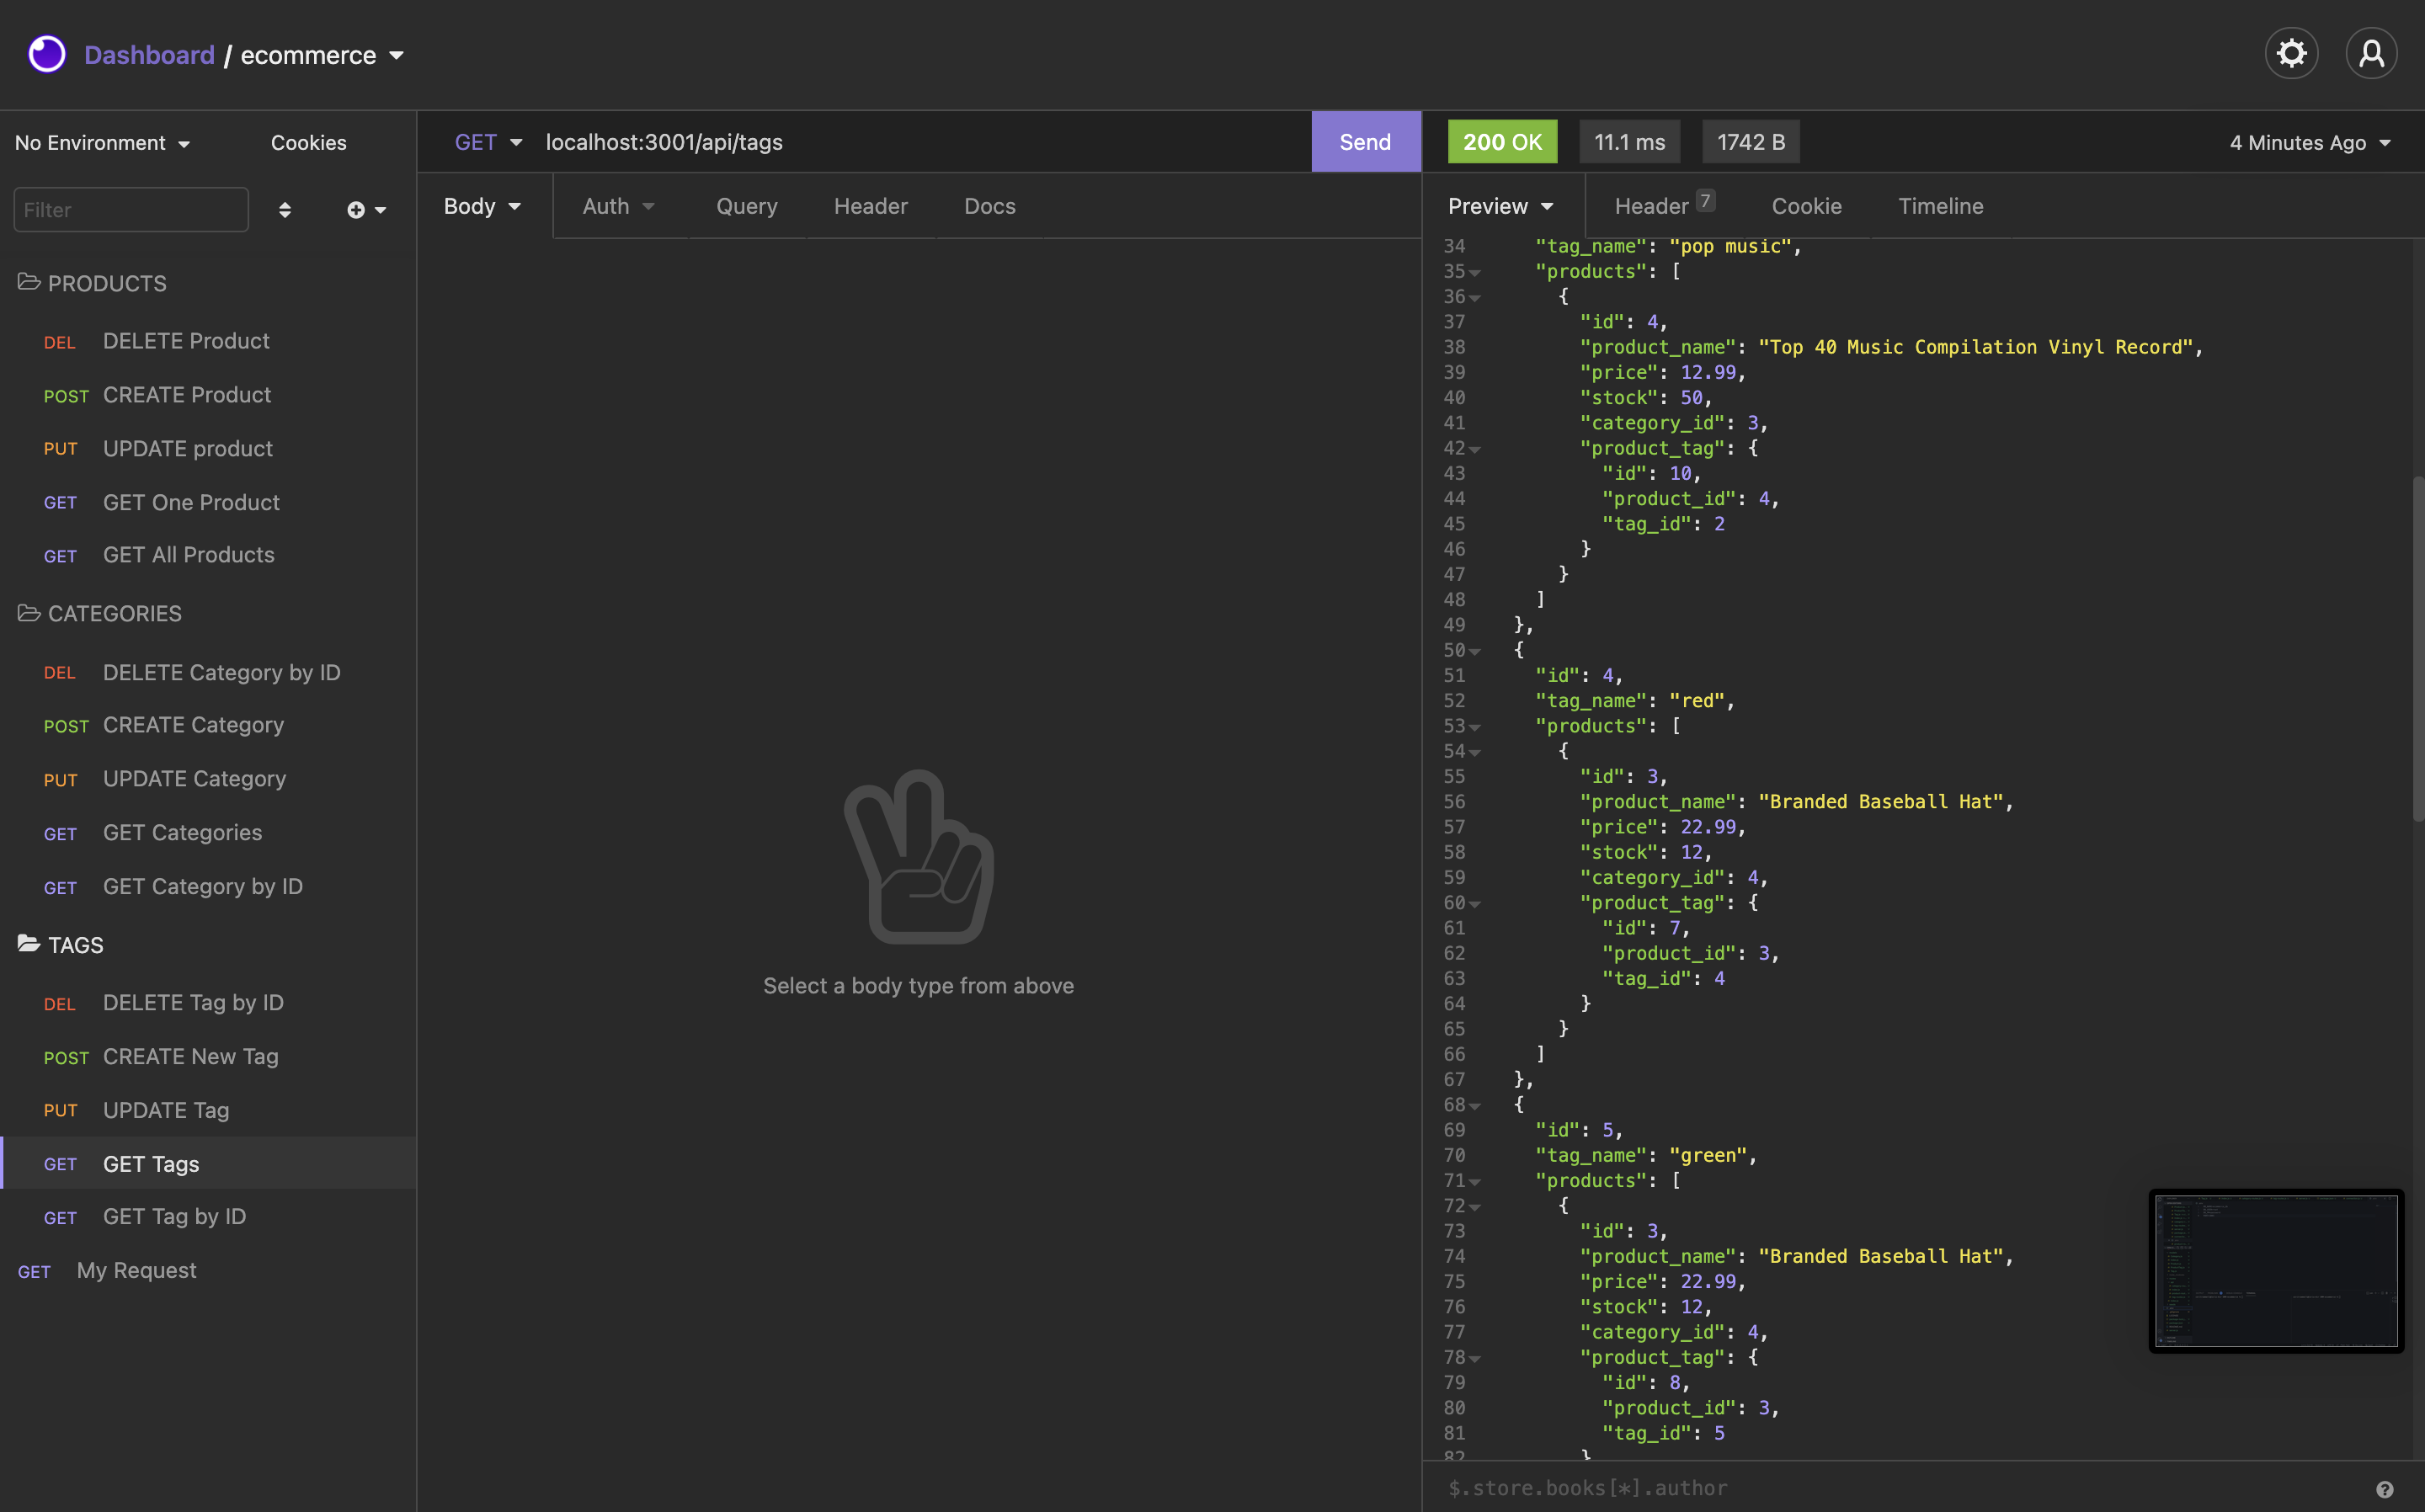 Dashboard / ecommerce
No Environment
Cookies
Filter
PRODUCTS
DEL DELETE Product
POST CREATE Product
PUT UPDATE product
GET GET One Product
GET GET All Products
CATEGORIES
DEL DELETE Category by ID
POST CREATE Category
PUT UPDATE Category
GET GET Categories
GET GET Category by ID
TAGS
DEL DELETE Tag by ID
POST CREATE New Tag
PUT UPDATE Tag
GET GET Tags
GET GET Tag by ID
GET My Request
GET localhost:3001/api/tags Send
Body Auth Query Header Docs
Select a body type from above
200 OK 11.1 ms 1742 B 4 Minutes Ago
Preview Header 7 Cookie Timeline
34 "tag_name": "pop music",
35 "products": [
36 {
37 "id": 4,
38 "product_name": "Top 40 Music Compilation Vinyl Record",
39 "price": 12.99,
40 "stock": 50,
41 "category_id": 3,
42 "product_tag": {
43 "id": 10,
44 "product_id": 4,
45 "tag_id": 2
46 }
47 }
48 ]
49 },
50 {
51 "id": 4,
52 "tag_name": "red",
53 "products": [
54 {
55 "id": 3,
56 "product_name": "Branded Baseball Hat",
57 "price": 22.99,
58 "stock": 12,
59 "category_id": 4,
60 "product_tag": {
61 "id": 7,
62 "product_id": 3,
63 "tag_id": 4
64 }
65 }
66 ]
67 },
68 {
69 "id": 5,
70 "tag_name": "green",
71 "products": [
72 {
73 "id": 3,
74 "product_name": "Branded Baseball Hat",
75 "price": 22.99,
76 "stock": 12,
77 "category_id": 4,
78 "product_tag": {
79 "id": 8,
80 "product_id": 3,
81 "tag_id": 5
82 }
$.store.books[*].author